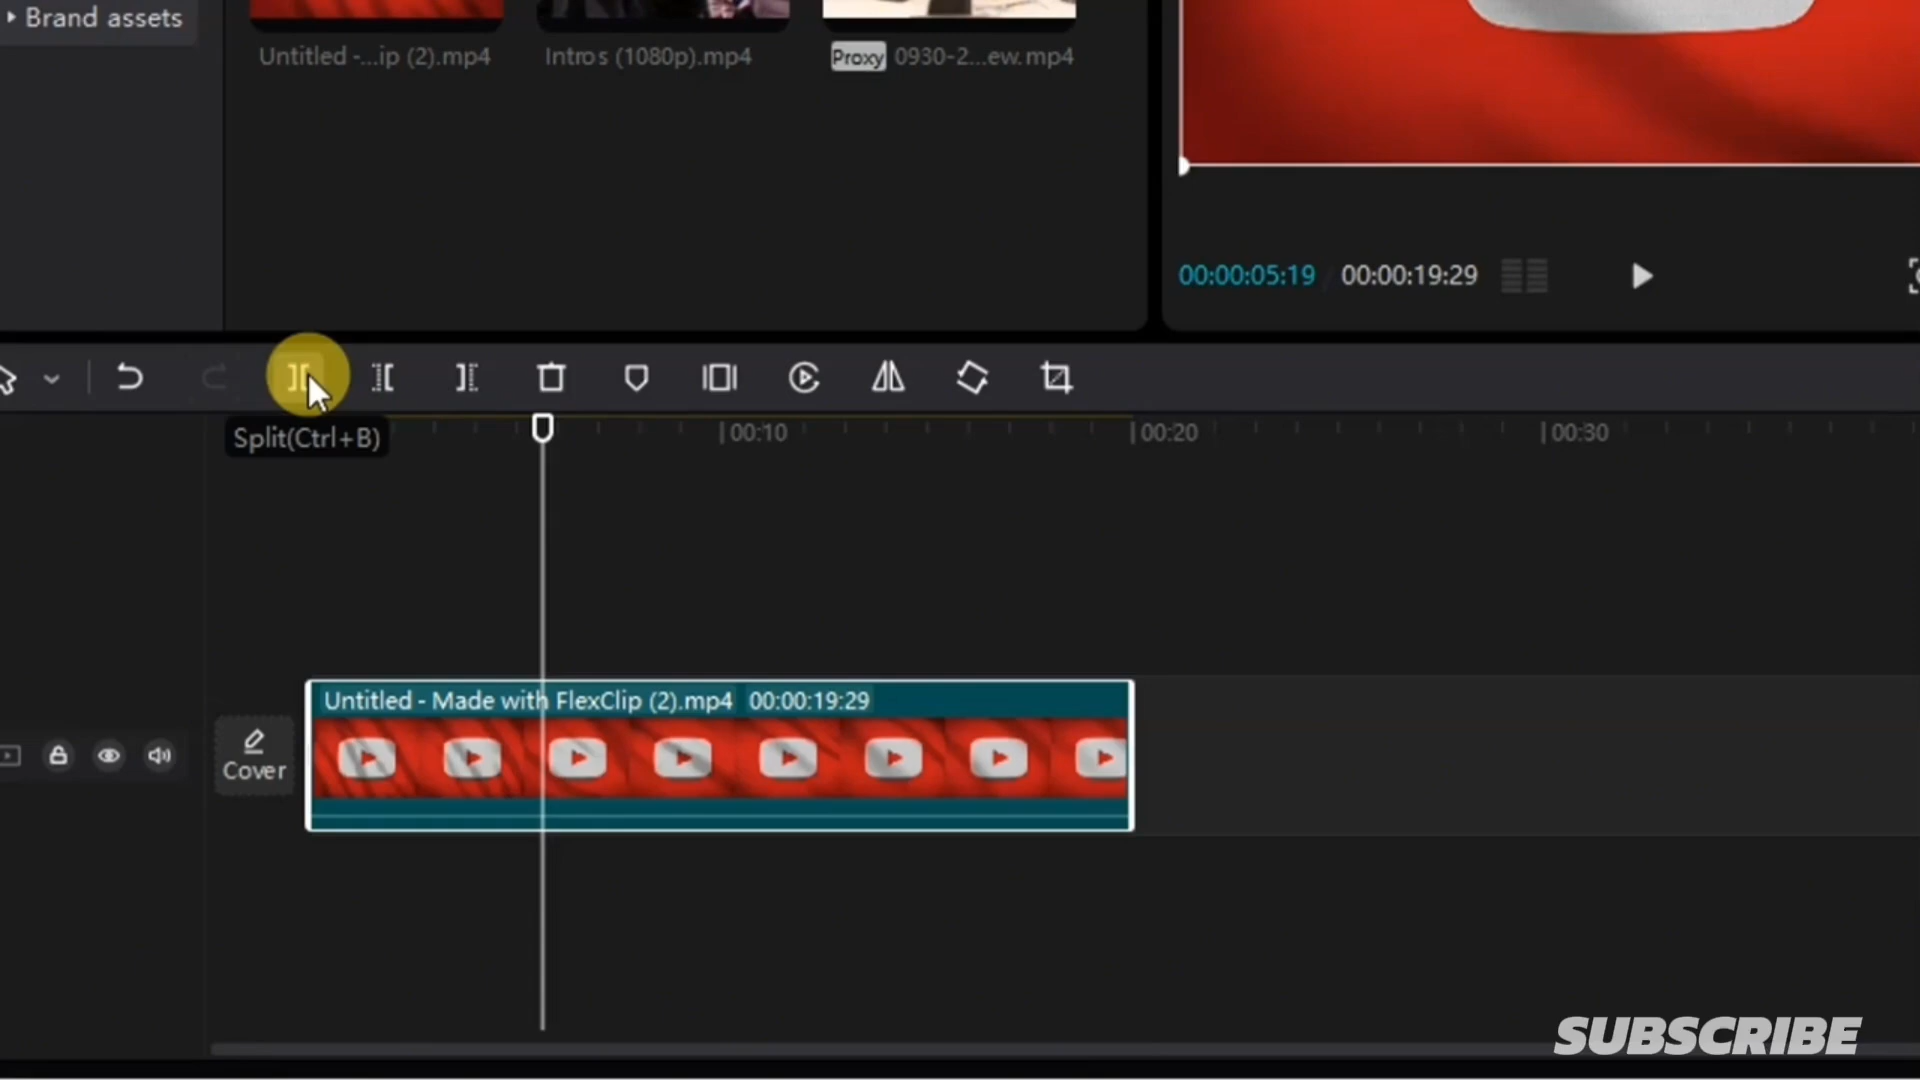 Brand assets
Untitled -...ip (2).mp4
Intros (1080p).mp4
Proxy 0930-2...ew.mp4
00:00:05:19 / 00:00:19:29
Split(Ctrl+B)
00:10
00:20
00:30
Untitled - Made with FlexClip (2).mp4 00:00:19:29
Cover
SUBSCRIBE